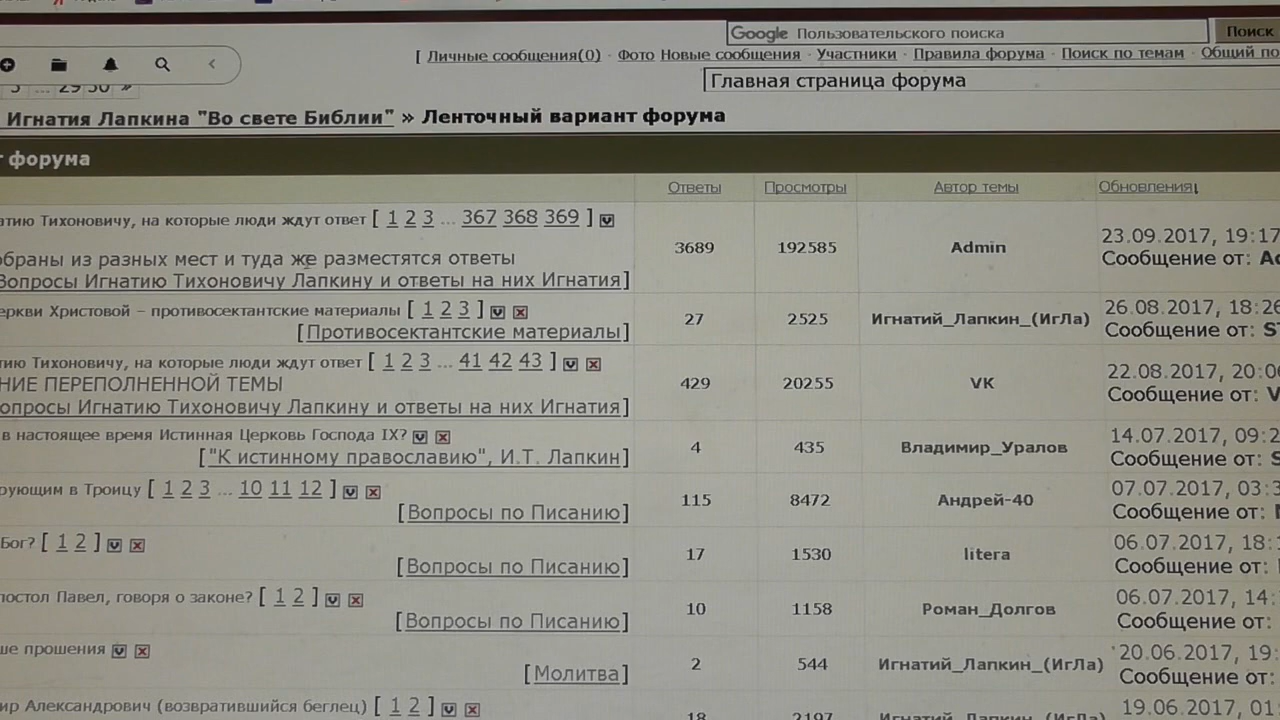 Google Пользовательского поиска
Поиск
[ Личные сообщения(0) · Фото Новые сообщения · Участники · Правила форума · Поиск по темам · Общий по
Главная страница форума
3 ... 29 30 »
Игнатия Лапкина "Во свете Библии" » Ленточный вариант форума
т форума
Ответы Просмотры Автор темы Обновления↓
атию Тихоновичу, на которые люди ждут ответ [ 1 2 3 ... 367 368 369 ]
3689 192585 Admin 23.09.2017, 19:17
обраны из разных мест и туда же разместятся ответы
Сообщение от: Ad
Вопросы Игнатию Тихоновичу Лапкину и ответы на них Игнатия]
еркви Христовой – противосектантские материалы [ 1 2 3 ]
27 2525 Игнатий_Лапкин_(ИгЛа) 26.08.2017, 18:26
[Противосектантские материалы]
Сообщение от: S
тию Тихоновичу, на которые люди ждут ответ [ 1 2 3 ... 41 42 43 ]
НИЕ ПЕРЕПОЛНЕННОЙ ТЕМЫ
429 20255 VK 22.08.2017, 20:00
Сообщение от: V
опросы Игнатию Тихоновичу Лапкину и ответы на них Игнатия]
в настоящее время Истинная Церковь Господа IX?
4 435 Владимир_Уралов 14.07.2017, 09:2
["К истинному православию", И.Т. Лапкин]
Сообщение от: S
рующим в Троицу [ 1 2 3 ... 10 11 12 ]
115 8472 Андрей-40 07.07.2017, 03:3
[Вопросы по Писанию]
Сообщение от:
Бог? [ 1 2 ]
17 1530 litera 06.07.2017, 18:
[Вопросы по Писанию]
Сообщение от:
постол Павел, говоря о законе? [ 1 2 ]
10 1158 Роман_Долгов 06.07.2017, 14:
[Вопросы по Писанию]
Сообщение от:
ше прошения
2 544 Игнатий_Лапкин_(ИгЛа) 20.06.2017, 19:
[Молитва]
Сообщение от:
ир Александрович (возвратившийся беглец) [ 1 2 ]
18 2197 Игнатий_Лапкин_(ИгЛа) 19.06.2017, 01: